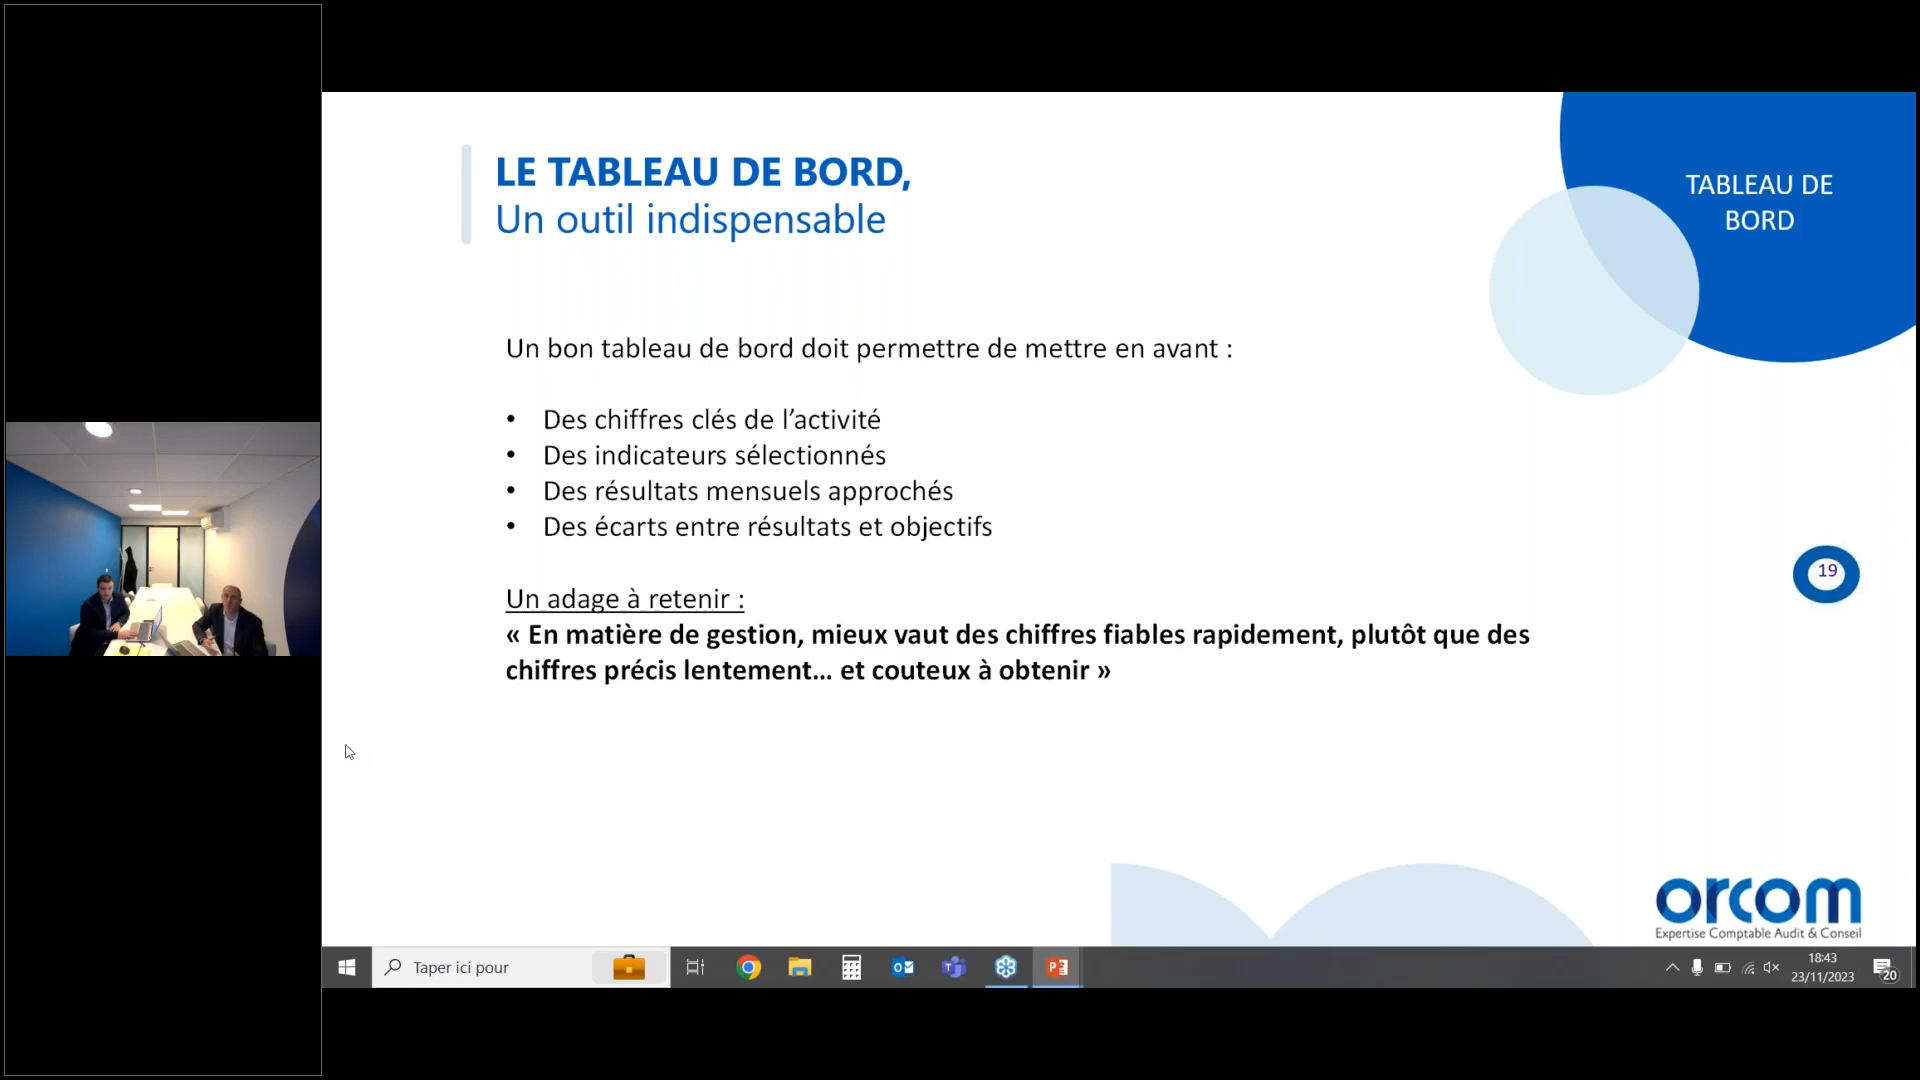 LE TABLEAU DE BORD,
Un outil indispensable
TABLEAU DE
BORD
Un bon tableau de bord doit permettre de mettre en avant :
• Des chiffres clés de l’activité
• Des indicateurs sélectionnés
• Des résultats mensuels approchés
• Des écarts entre résultats et objectifs
19
Un adage à retenir :
« En matière de gestion, mieux vaut des chiffres fiables rapidement, plutôt que des
chiffres précis lentement... et couteux à obtenir »
orcom
Expertise Comptable Audit & Conseil
Taper ici pour
18:43
23/11/2023
20